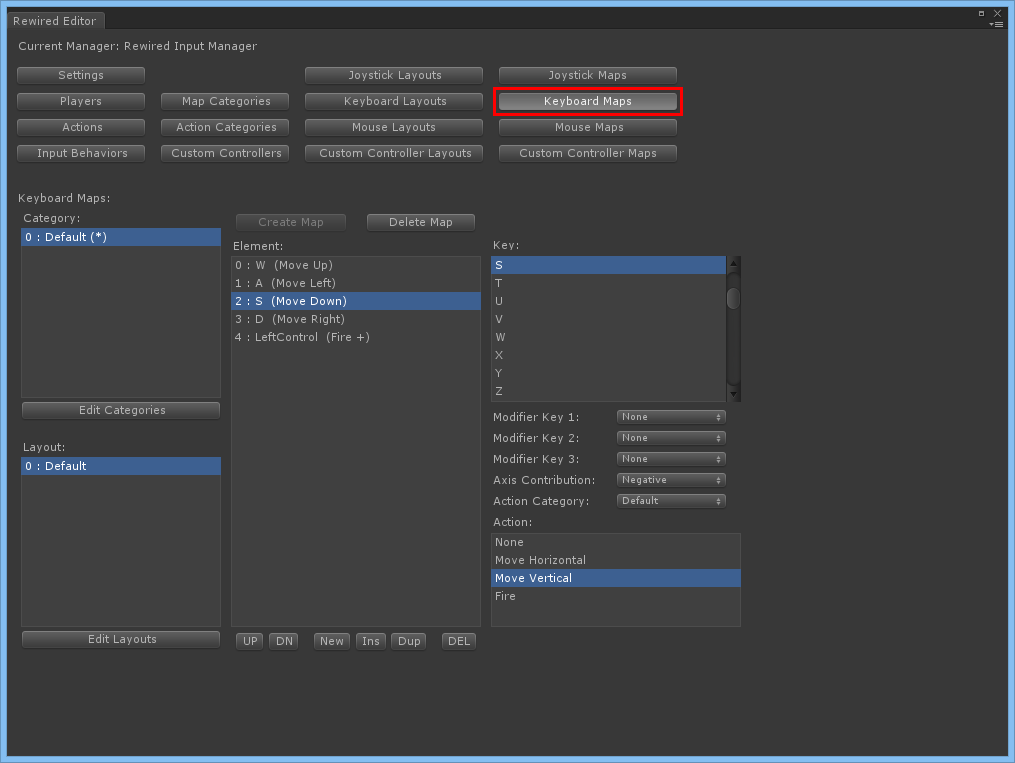 Rewired Editor
Current Manager: Rewired Input Manager
Settings
Joystick Layouts
Joystick Maps
Players
Map Categories
Keyboard Layouts
Keyboard Maps
Actions
Action Categories
Mouse Layouts
Mouse Maps
Input Behaviors
Custom Controllers
Custom Controller Layouts
Custom Controller Maps
Keyboard Maps:
Category:
0 : Default (*)
Edit Categories
Layout:
0 : Default
Edit Layouts
Create Map
Delete Map
Element:
0 : W (Move Up)
1 : A (Move Left)
2 : S (Move Down)
3 : D (Move Right)
4 : LeftControl (Fire +)
UP
DN
New
Ins
Dup
DEL
Key:
S
T
U
V
W
X
Y
Z
Modifier Key 1: None
Modifier Key 2: None
Modifier Key 3: None
Axis Contribution: Negative
Action Category: Default
Action:
None
Move Horizontal
Move Vertical
Fire